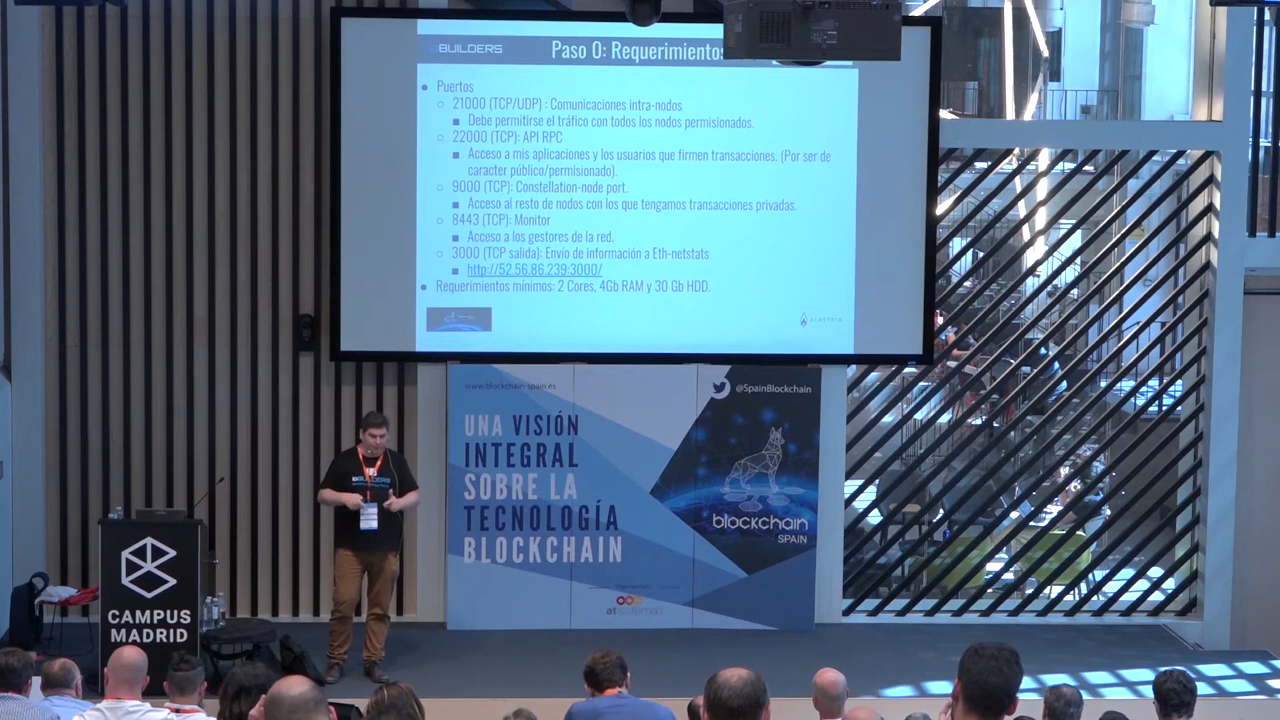 BUILDERS
Paso 0: Requerimientos
Puertos
21000 (TCP/UDP) : Comunicaciones intra-nodos
Debe permitirse el tráfico con todos los nodos permisionados.
22000 (TCP): API RPC
Acceso a mis aplicaciones y los usuarios que firmen transacciones. (Por ser de
caracter público/permisionado).
9000 (TCP): Constellation-node port.
Acceso al resto de nodos con los que tengamos transacciones privadas.
8443 (TCP): Monitor
Acceso a los gestores de la red.
3000 (TCP salida): Envío de información a Eth-netstats
http://52.56.86.239:3000/
Requerimientos mínimos: 2 Cores, 4Gb RAM y 30 Gb HDD.
ALASTRIA
www.blockchain-spain.es
@SpainBlockchain
UNA VISIÓN
INTEGRAL
SOBRE LA
TECNOLOGÍA
BLOCKCHAIN
blockchain
SPAIN
atsistemas
BUILDERS
CAMPUS
MADRID